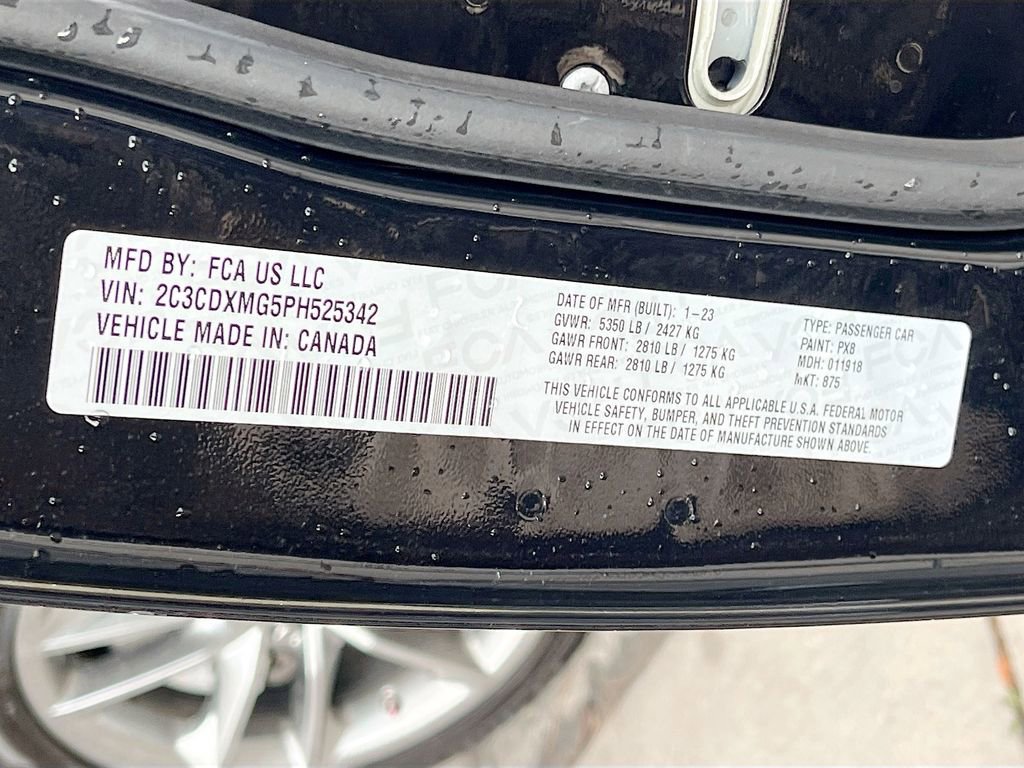 MFD BY: FCA US LLC
VIN: 2C3CDXMG5PH525342
VEHICLE MADE IN: CANADA
DATE OF MFR (BUILT): 1-23
GVWR: 5350 LB / 2427 KG
GAWR FRONT: 2810 LB / 1275 KG
GAWR REAR: 2810 LB / 1275 KG
TYPE: PASSENGER CAR
PAINT: PX8
MDH: 011918
MKT: 875
THIS VEHICLE CONFORMS TO ALL APPLICABLE U.S.A. FEDERAL MOTOR
VEHICLE SAFETY, BUMPER, AND THEFT PREVENTION STANDARDS
IN EFFECT ON THE DATE OF MANUFACTURE SHOWN ABOVE.